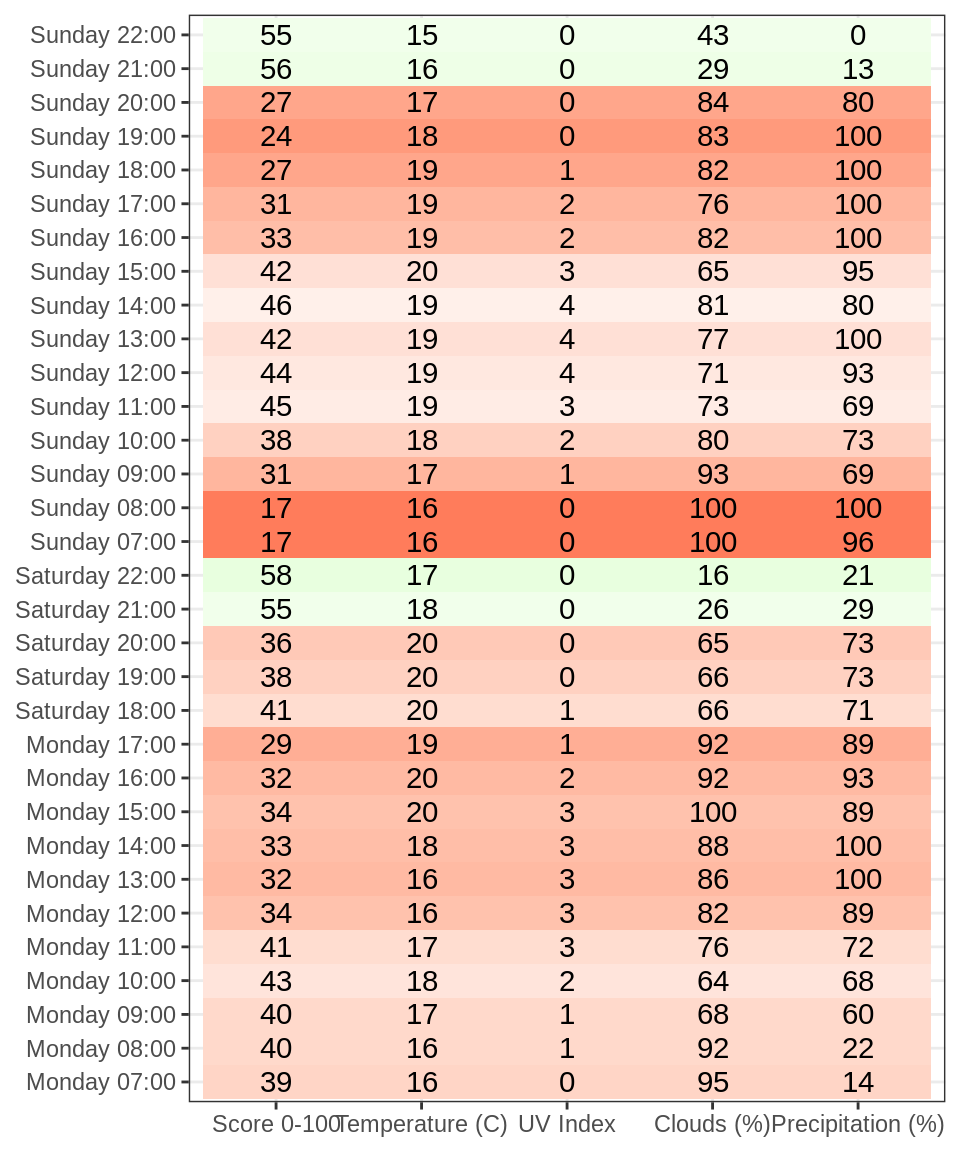 Sunday 22:00 55 15 0 43 0
Sunday 21:00 56 16 0 29 13
Sunday 20:00 27 17 0 84 80
Sunday 19:00 24 18 0 83 100
Sunday 18:00 27 19 1 82 100
Sunday 17:00 31 19 2 76 100
Sunday 16:00 33 19 2 82 100
Sunday 15:00 42 20 3 65 95
Sunday 14:00 46 19 4 81 80
Sunday 13:00 42 19 4 77 100
Sunday 12:00 44 19 4 71 93
Sunday 11:00 45 19 3 73 69
Sunday 10:00 38 18 2 80 73
Sunday 09:00 31 17 1 93 69
Sunday 08:00 17 16 0 100 100
Sunday 07:00 17 16 0 100 96
Saturday 22:00 58 17 0 16 21
Saturday 21:00 55 18 0 26 29
Saturday 20:00 36 20 0 65 73
Saturday 19:00 38 20 0 66 73
Saturday 18:00 41 20 1 66 71
Monday 17:00 29 19 1 92 89
Monday 16:00 32 20 2 92 93
Monday 15:00 34 20 3 100 89
Monday 14:00 33 18 3 88 100
Monday 13:00 32 16 3 86 100
Monday 12:00 34 16 3 82 89
Monday 11:00 41 17 3 76 72
Monday 10:00 43 18 2 64 68
Monday 09:00 40 17 1 68 60
Monday 08:00 40 16 1 92 22
Monday 07:00 39 16 0 95 14
Score 0-100 Temperature (C) UV Index Clouds (%) Precipitation (%)